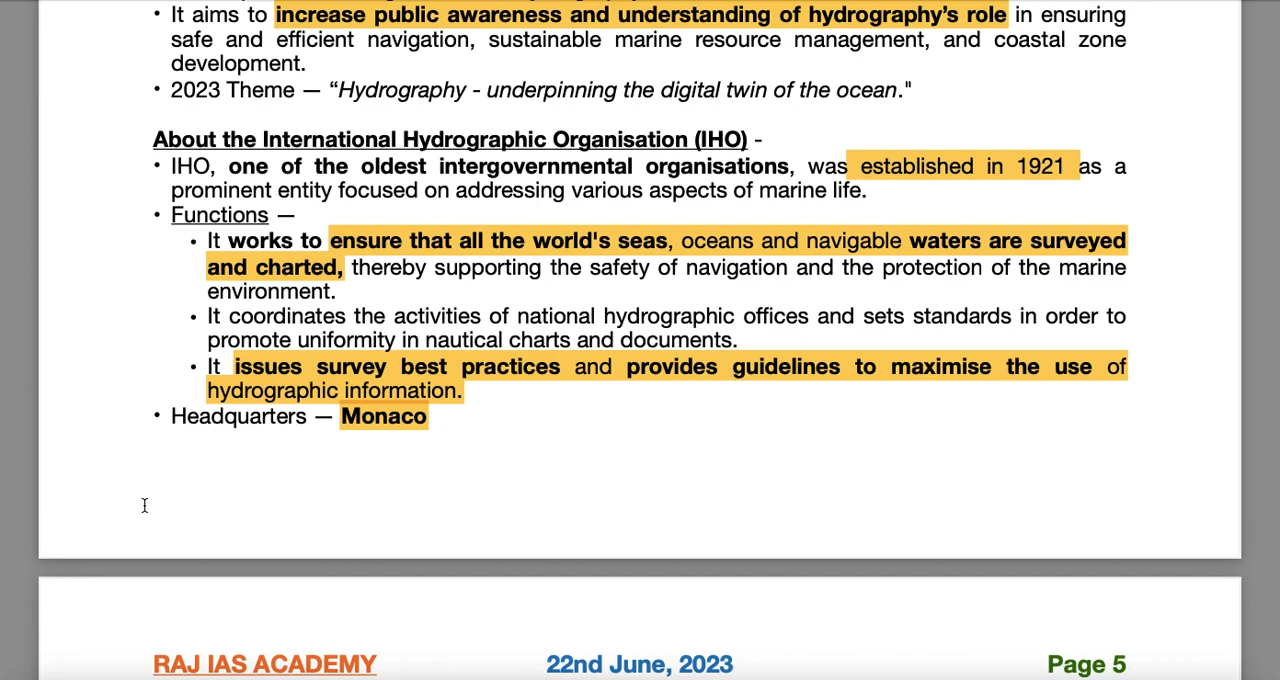 • It aims to increase public awareness and understanding of hydrography’s role in ensuring
safe and efficient navigation, sustainable marine resource management, and coastal zone
development.
• 2023 Theme — “Hydrography - underpinning the digital twin of the ocean."
About the International Hydrographic Organisation (IHO) -
• IHO, one of the oldest intergovernmental organisations, was established in 1921 as a
prominent entity focused on addressing various aspects of marine life.
• Functions —
• It works to ensure that all the world's seas, oceans and navigable waters are surveyed
and charted, thereby supporting the safety of navigation and the protection of the marine
environment.
• It coordinates the activities of national hydrographic offices and sets standards in order to
promote uniformity in nautical charts and documents.
• It issues survey best practices and provides guidelines to maximise the use of
hydrographic information.
• Headquarters — Monaco
RAJ IAS ACADEMY 22nd June, 2023 Page 5